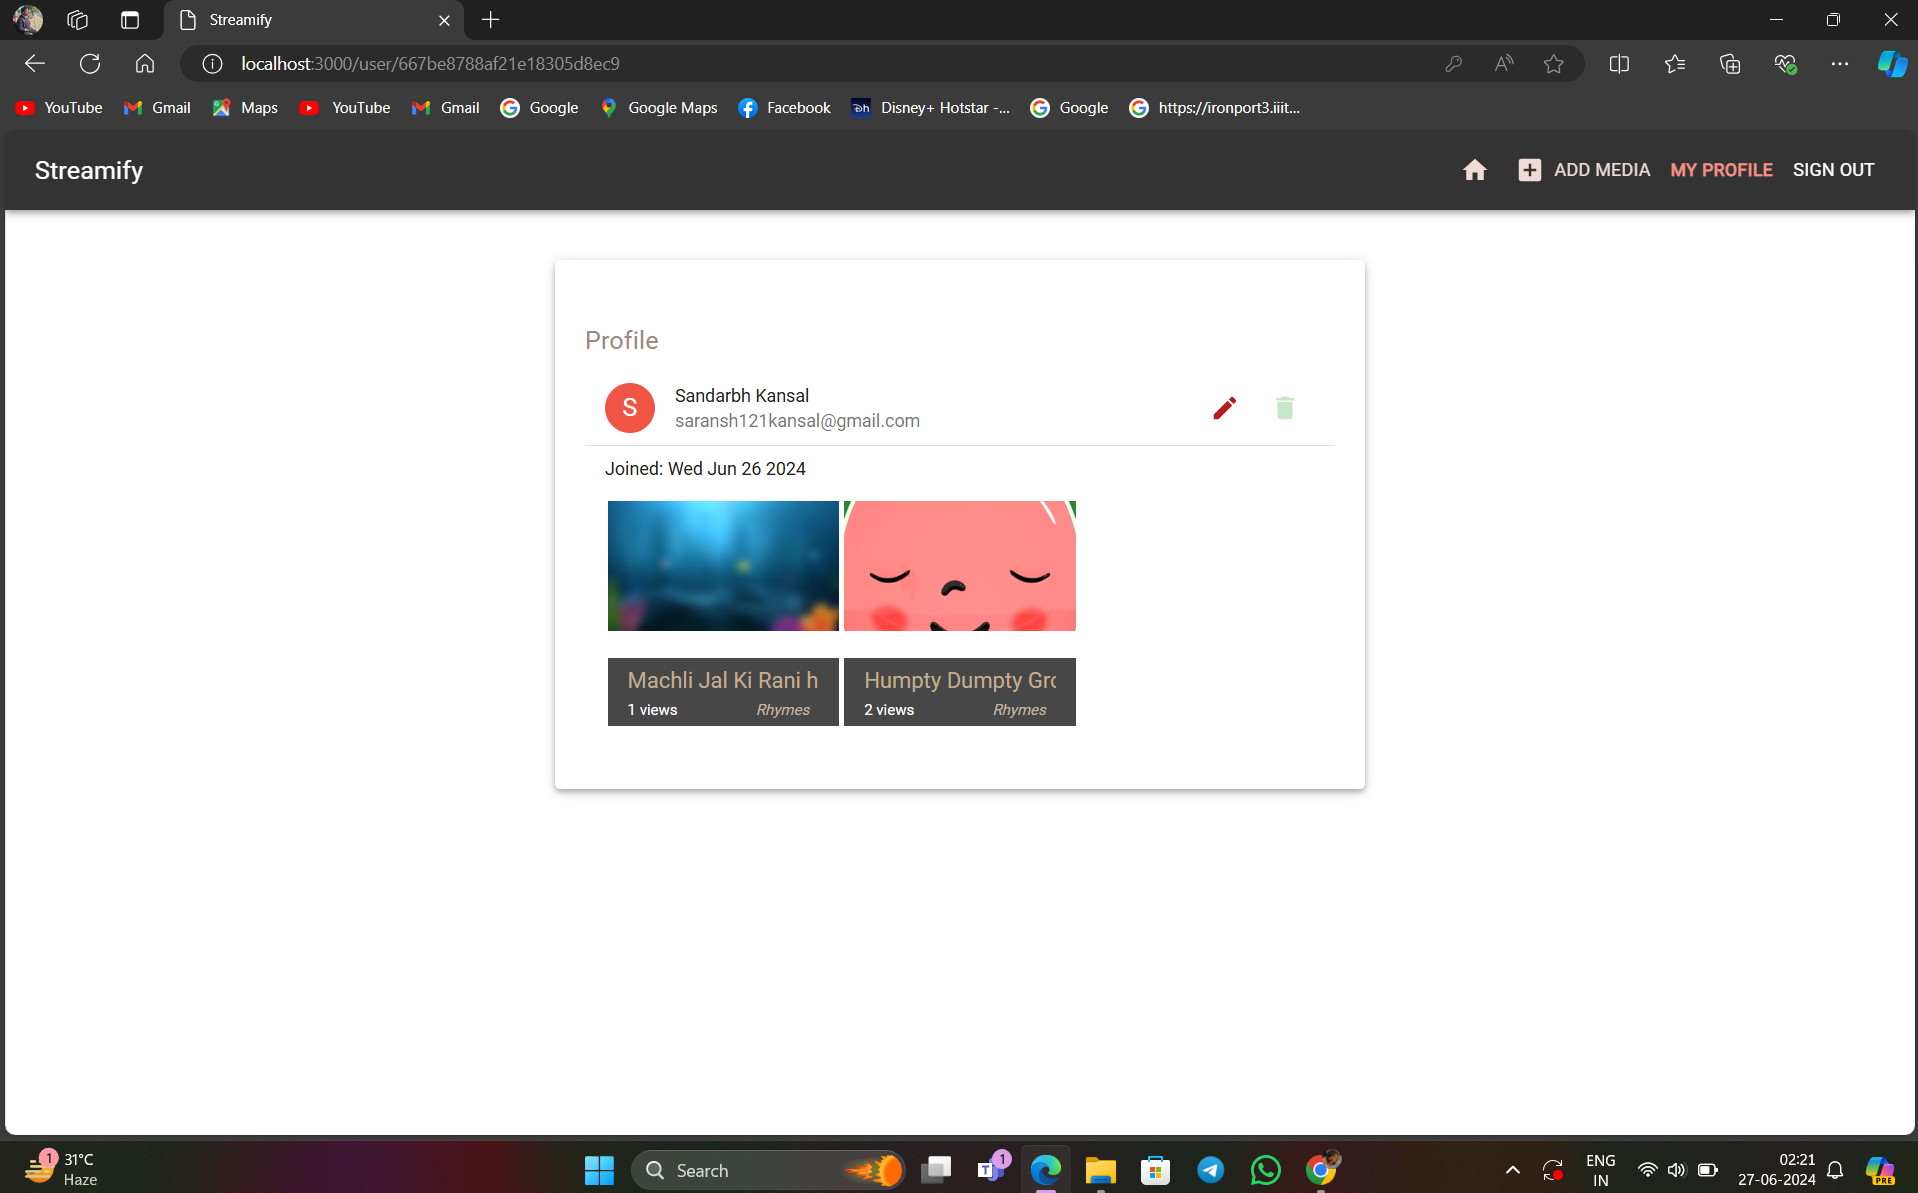 Streamify
localhost:3000/user/667be8788af21e18305d8ec9
YouTube Gmail Maps YouTube Gmail Google Google Maps Facebook Disney+ Hotstar -... Google https://ironport3.iiit...
Streamify
ADD MEDIA MY PROFILE SIGN OUT
Profile
S
Sandarbh Kansal
saransh121kansal@gmail.com
Joined: Wed Jun 26 2024
Machli Jal Ki Rani h
1 views Rhymes
Humpty Dumpty Gro
2 views Rhymes
1
31°C
Haze
Search
1
ENG
IN
02:21
27-06-2024
PRE